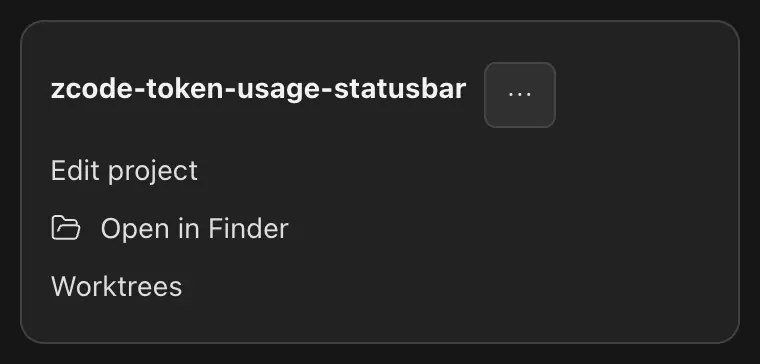 zcode-token-usage-statusbar ...
Edit project
Open in Finder
Worktrees